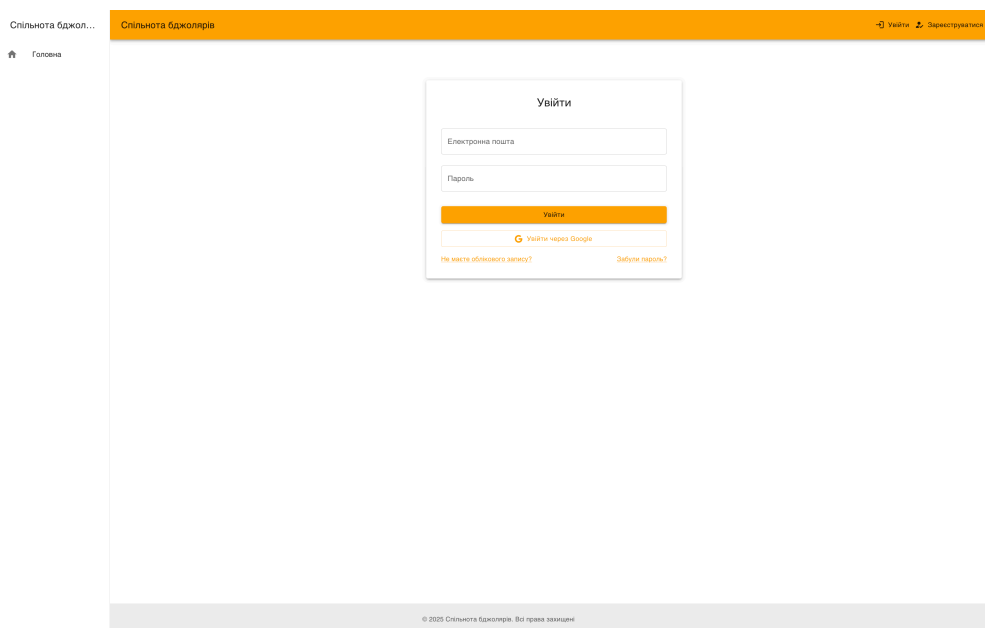 Спільнота бджол...
Спільнота бджолярів
Увійти
Зареєструватися
Головна
Увійти
Електронна пошта
Пароль
Увійти
Увійти через Google
Не маєте облікового запису?
Забули пароль?
© 2025 Спільнота бджолярів. Всі права захищені